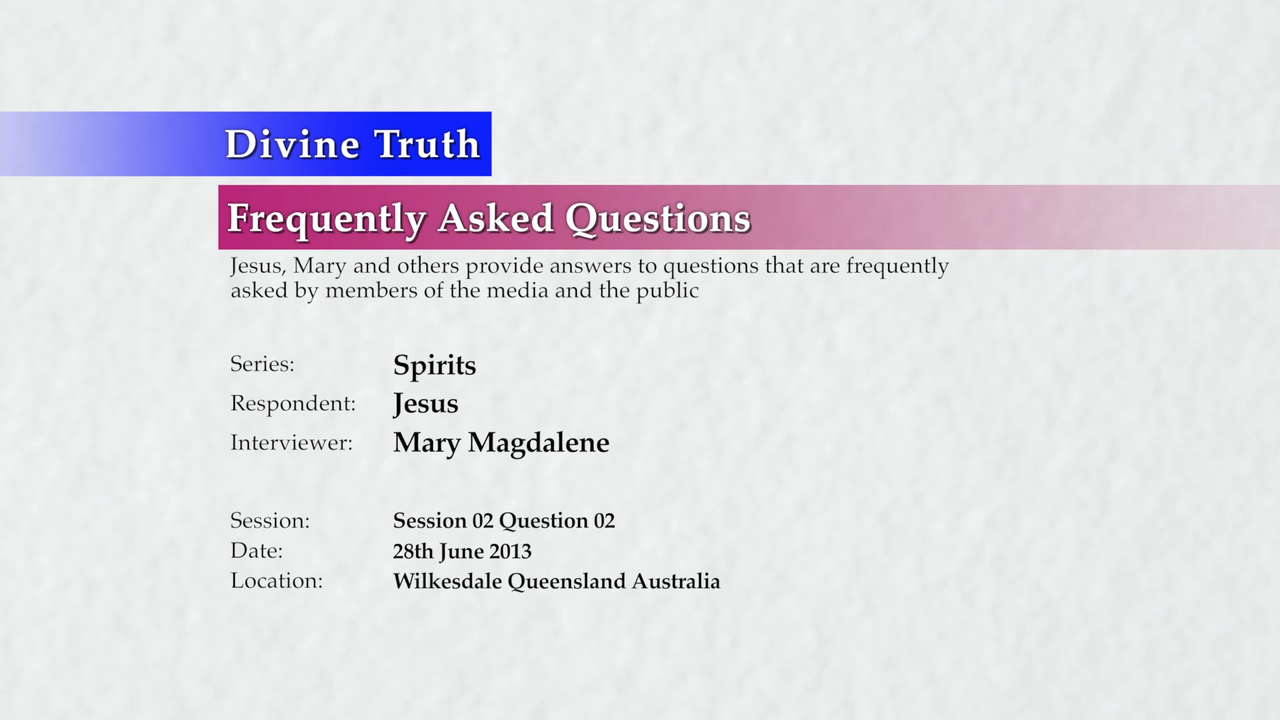 Divine Truth
Frequently Asked Questions
Jesus, Mary and others provide answers to questions that are frequently
asked by members of the media and the public
Series: Spirits
Respondent: Jesus
Interviewer: Mary Magdalene
Session: Session 02 Question 02
Date: 28th June 2013
Location: Wilkesdale Queensland Australia